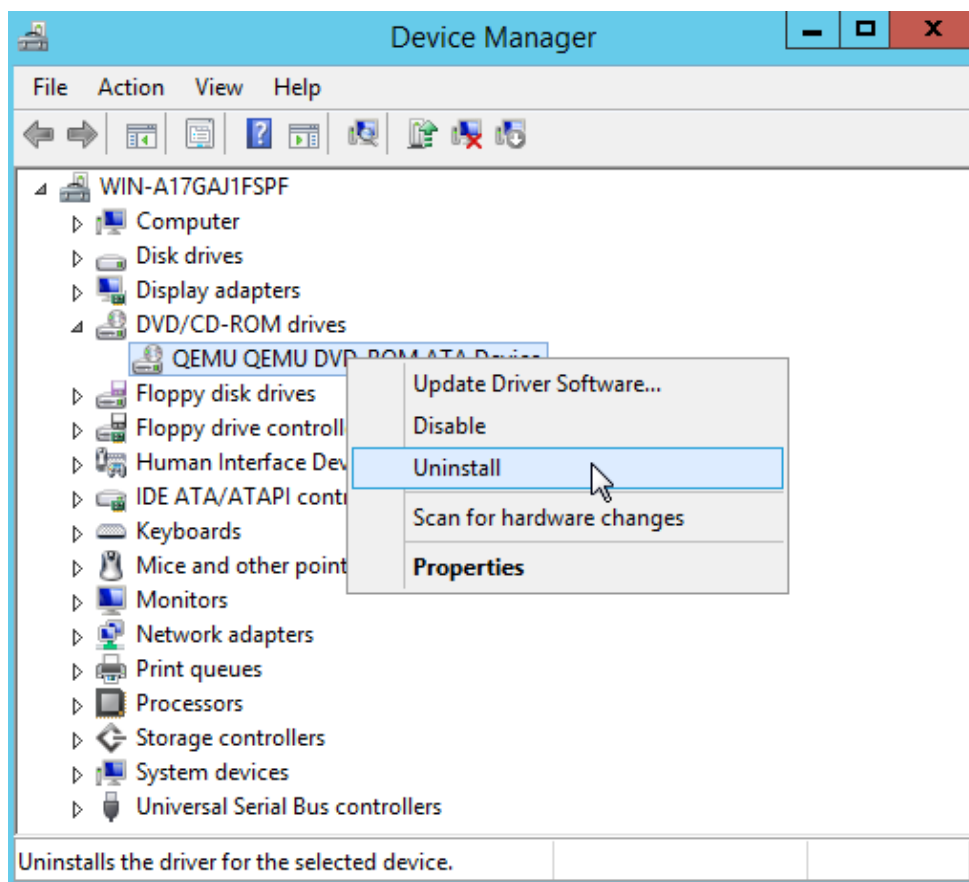 Device Manager
File Action View Help
WIN-A17GAJ1FSPF
Computer
Disk drives
Display adapters
DVD/CD-ROM drives
QEMU QEMU DVD-ROM ATA Device
Update Driver Software...
Floppy disk drives
Disable
Floppy drive controll
Human Interface Dev
Uninstall
IDE ATA/ATAPI cont
Scan for hardware changes
Keyboards
Mice and other point
Properties
Monitors
Network adapters
Print queues
Processors
Storage controllers
System devices
Universal Serial Bus controllers
Uninstalls the driver for the selected device.